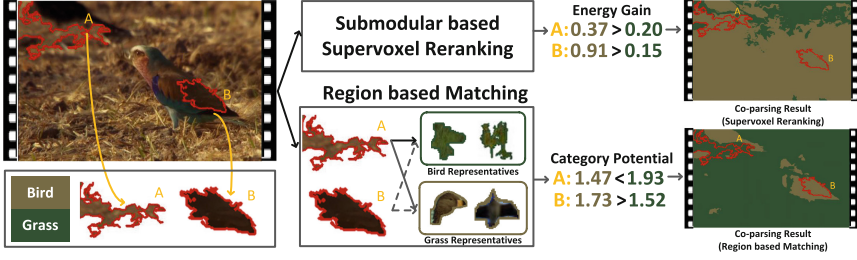 A
B
Bird
Grass
A
B
Submodular based
Supervoxel Reranking
Region based Matching
A
B
Bird Representatives
Grass Representatives
Energy Gain
A: 0.37 > 0.20
B: 0.91 > 0.15
Category Potential
A: 1.47 < 1.93
B: 1.73 > 1.52
A
B
Co-parsing Result
(Supervoxel Reranking)
A
B
Co-parsing Result
(Region based Matching)